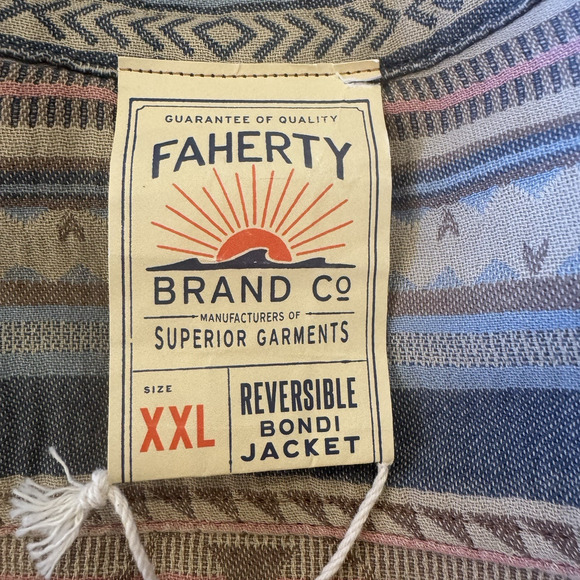 GUARANTEE OF QUALITY
FAHERTY
BRAND Co
MANUFACTURERS OF
SUPERIOR GARMENTS
SIZE
XXL
REVERSIBLE
BONDI
JACKET